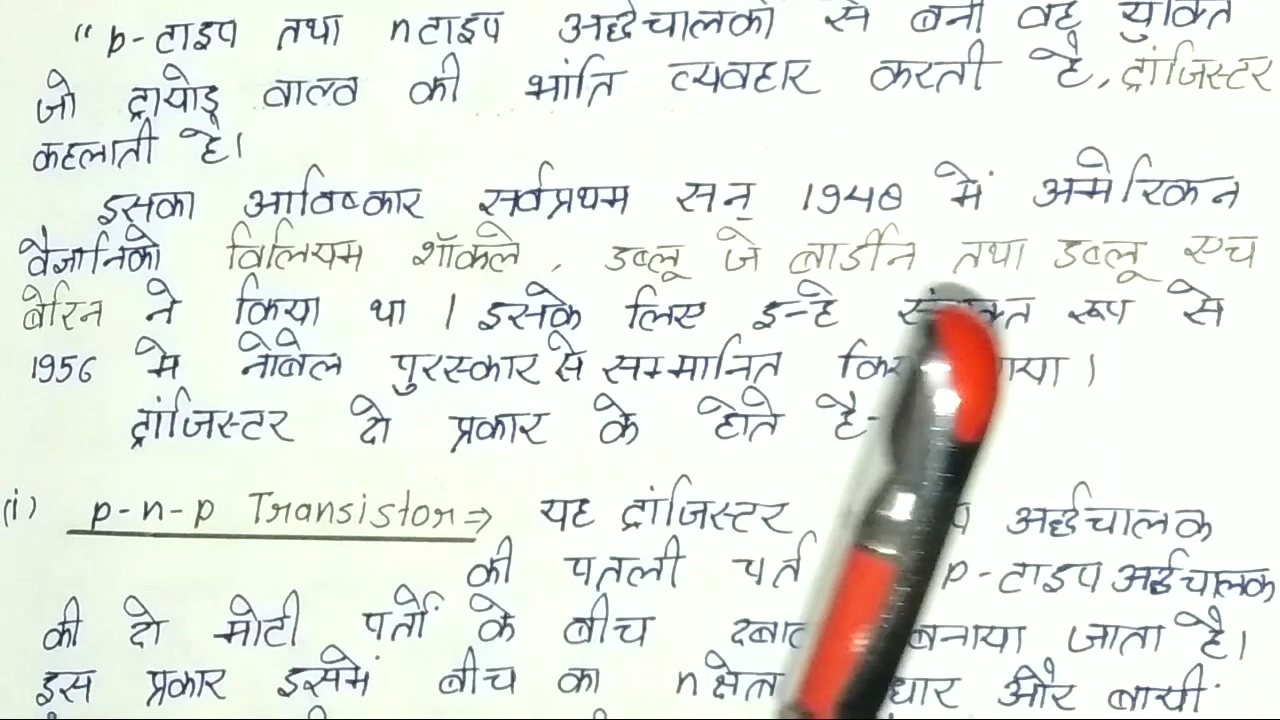 "p-टाइप तथा nटाइप अर्द्धचालकों से बनी वह युक्ति
जो ट्रायोड वाल्व की भांति व्यवहार करती है, ट्रांजिस्टर
कहलाती है।
इसका आविष्कार सर्वप्रथम सन् 1948 में अमेरिकन
वैज्ञानिको विलियम शॉकले, डब्लू जे बार्डीन तथा डब्लू एच
बेरिन ने किया था । इसके लिए इन्हे रूप से
1956 मे नोबेल पुरस्कार से सम्मानित
ट्रांजिस्टर दो प्रकार के होते है-
(i) p-n-p Transistor⇒ यह ट्रांजिस्टर अर्द्धचालक
की पतली पर्त p-टाइप अर्द्धचालक
की दो मोटी पर्तों के बीच बनाया जाता है।
इस प्रकार इसमें बीच का और बायीं